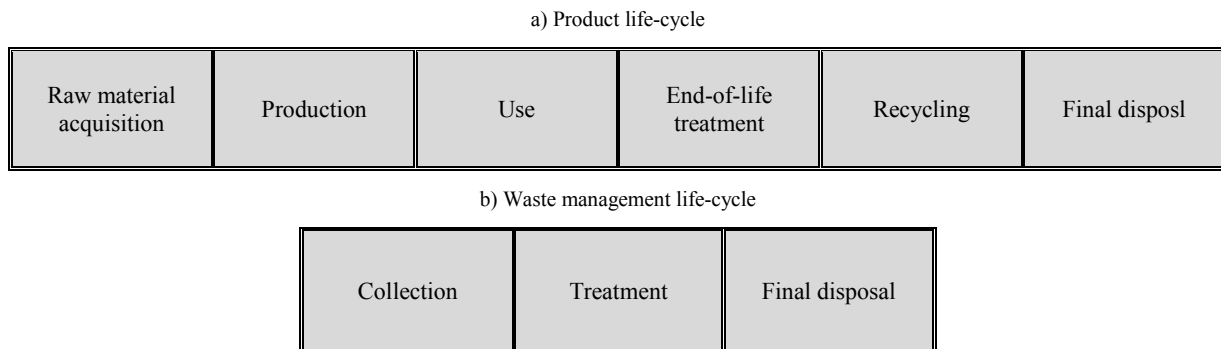 a) Product life-cycle
Raw material
acquisition
Production
Use
End-of-life
treatment
Recycling
Final disposl
b) Waste management life-cycle
Collection
Treatment
Final disposal